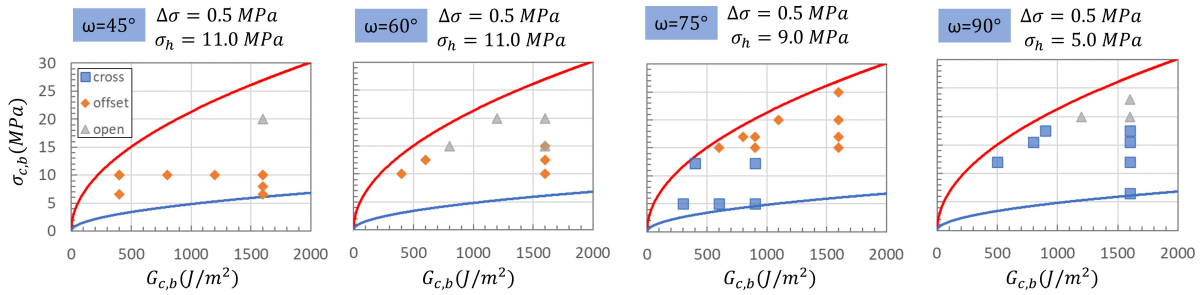 ω=45°
Δσ = 0.5 MPa
σh = 11.0 MPa
ω=60°
Δσ = 0.5 MPa
σh = 11.0 MPa
ω=75°
Δσ = 0.5 MPa
σh = 9.0 MPa
ω=90°
Δσ = 0.5 MPa
σh = 5.0 MPa
σc,b(MPa)
30
25
20
15
10
5
0
cross
offset
open
0 500 1000 1500 2000
0 500 1000 1500 2000
0 500 1000 1500 2000
0 500 1000 1500 2000
Gc,b(J/m²)
Gc,b(J/m²)
Gc,b(J/m²)
Gc,b(J/m²)